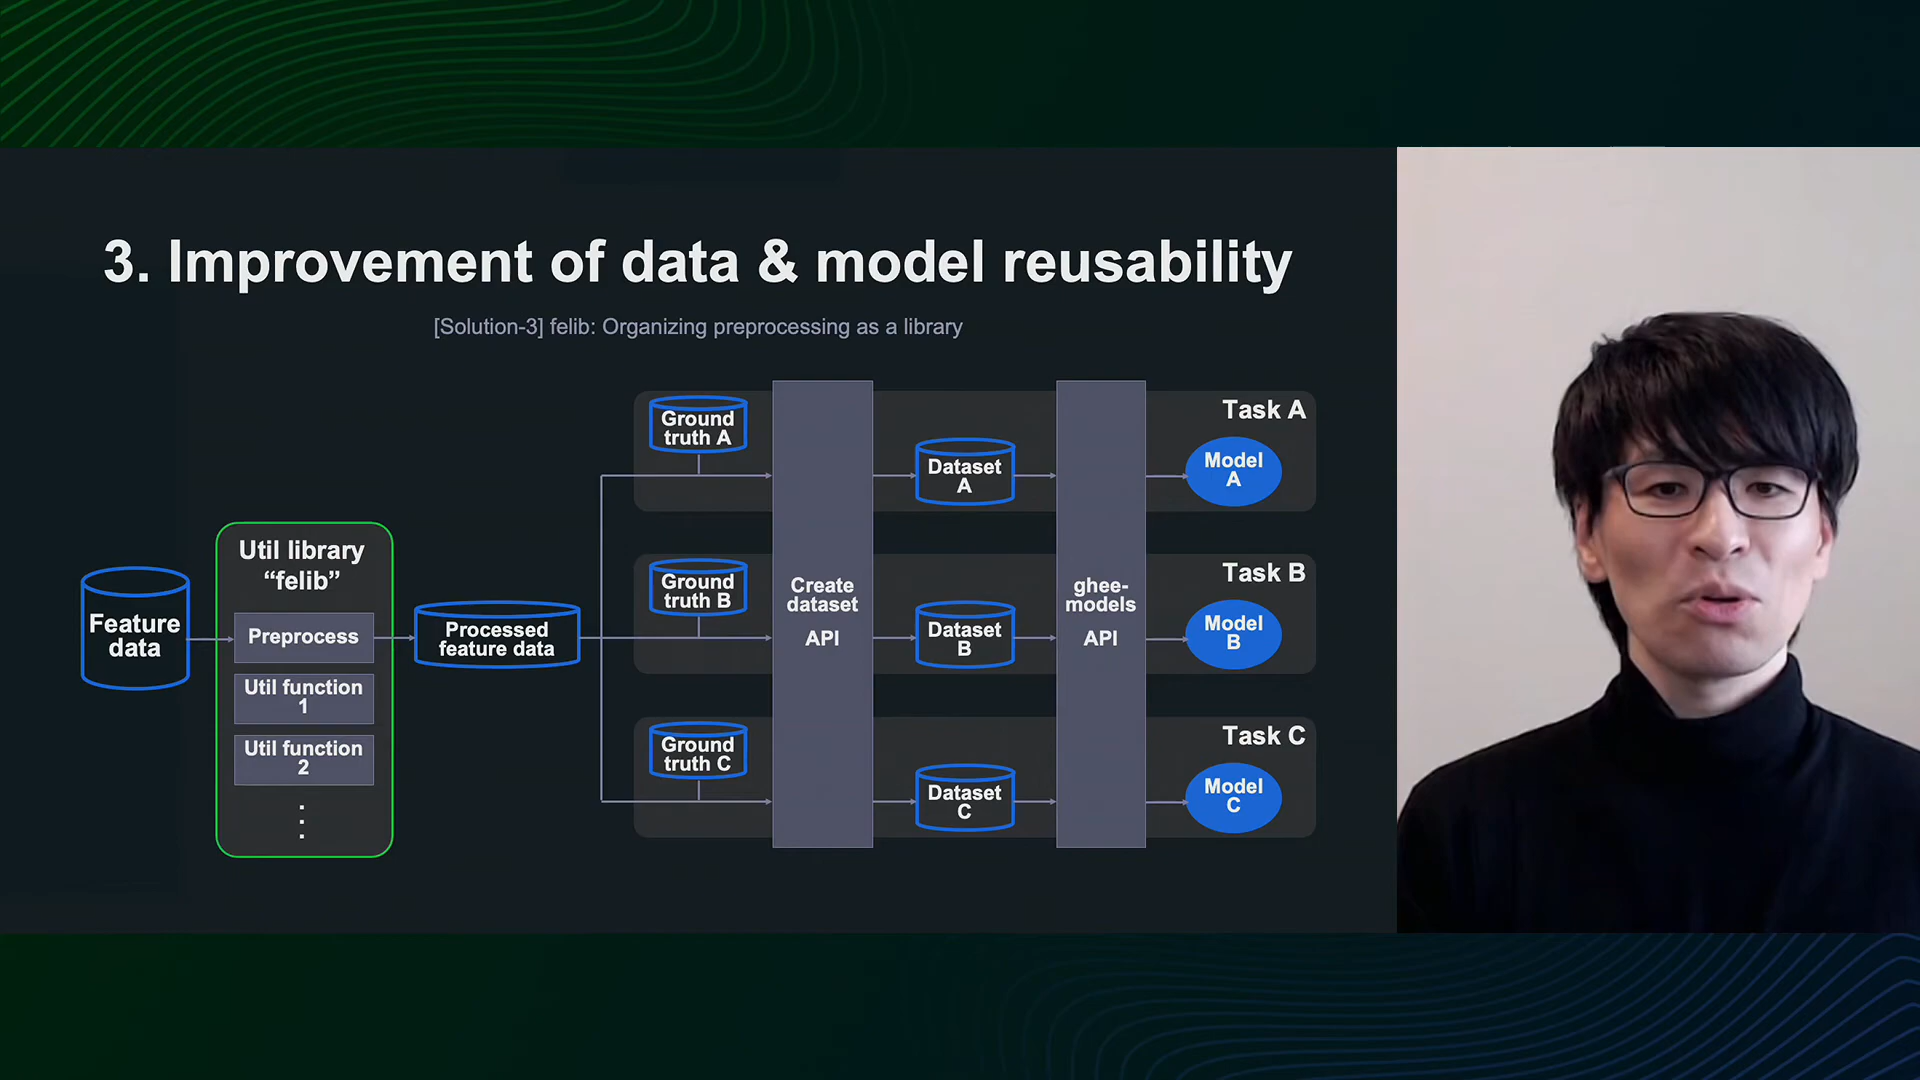 3. Improvement of data & model reusability
[Solution-3] felib: Organizing preprocessing as a library
Feature
data
Util library
“felib”
Preprocess
Util function
1
Util function
2
Processed
feature data
Ground
truth A
Ground
truth B
Ground
truth C
Create
dataset
API
Dataset
A
Dataset
B
Dataset
C
ghee-
models
API
Task A
Model
A
Task B
Model
B
Task C
Model
C